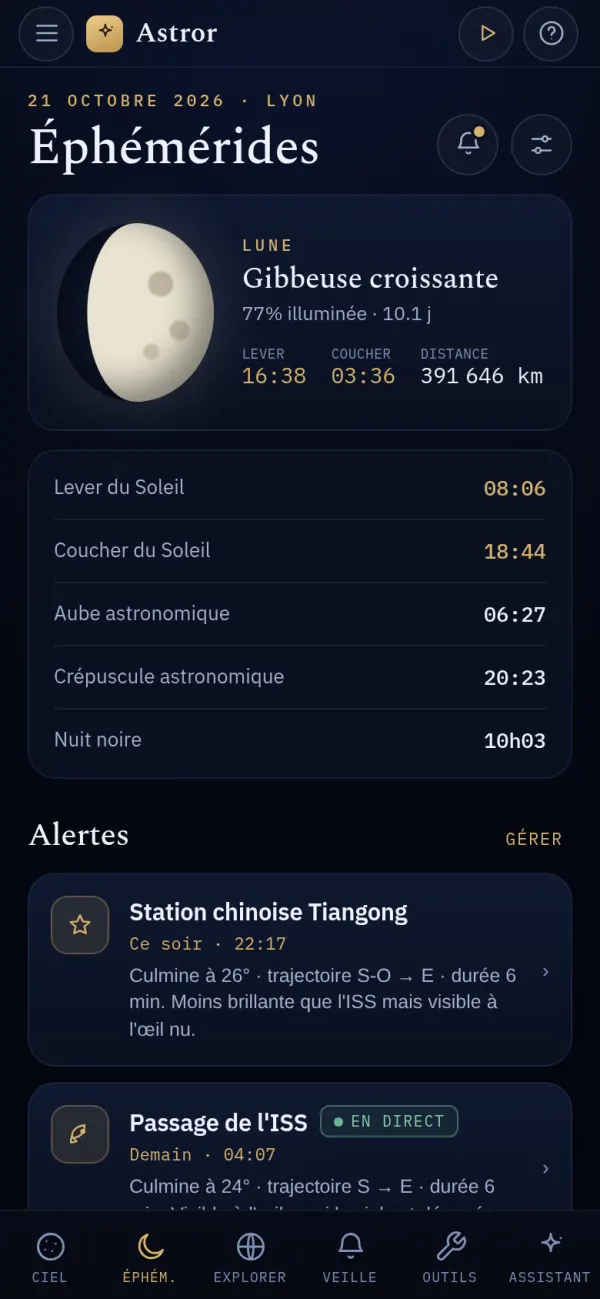 Astror
21 OCTOBRE 2026 · LYON
Éphémérides
LUNE
Gibbeuse croissante
77% illuminée · 10.1 j
LEVER COUCHER DISTANCE
16:38 03:36 391 646 km
Lever du Soleil 08:06
Coucher du Soleil 18:44
Aube astronomique 06:27
Crépuscule astronomique 20:23
Nuit noire 10h03
Alertes GÉRER
Station chinoise Tiangong
Ce soir · 22:17
Culmine à 26° · trajectoire S-O → E · durée 6
min. Moins brillante que l'ISS mais visible à
l'œil nu.
Passage de l'ISS EN DIRECT
Demain · 04:07
Culmine à 24° · trajectoire S → E · durée 6
CIEL ÉPHÉM. EXPLORER VEILLE OUTILS ASSISTANT